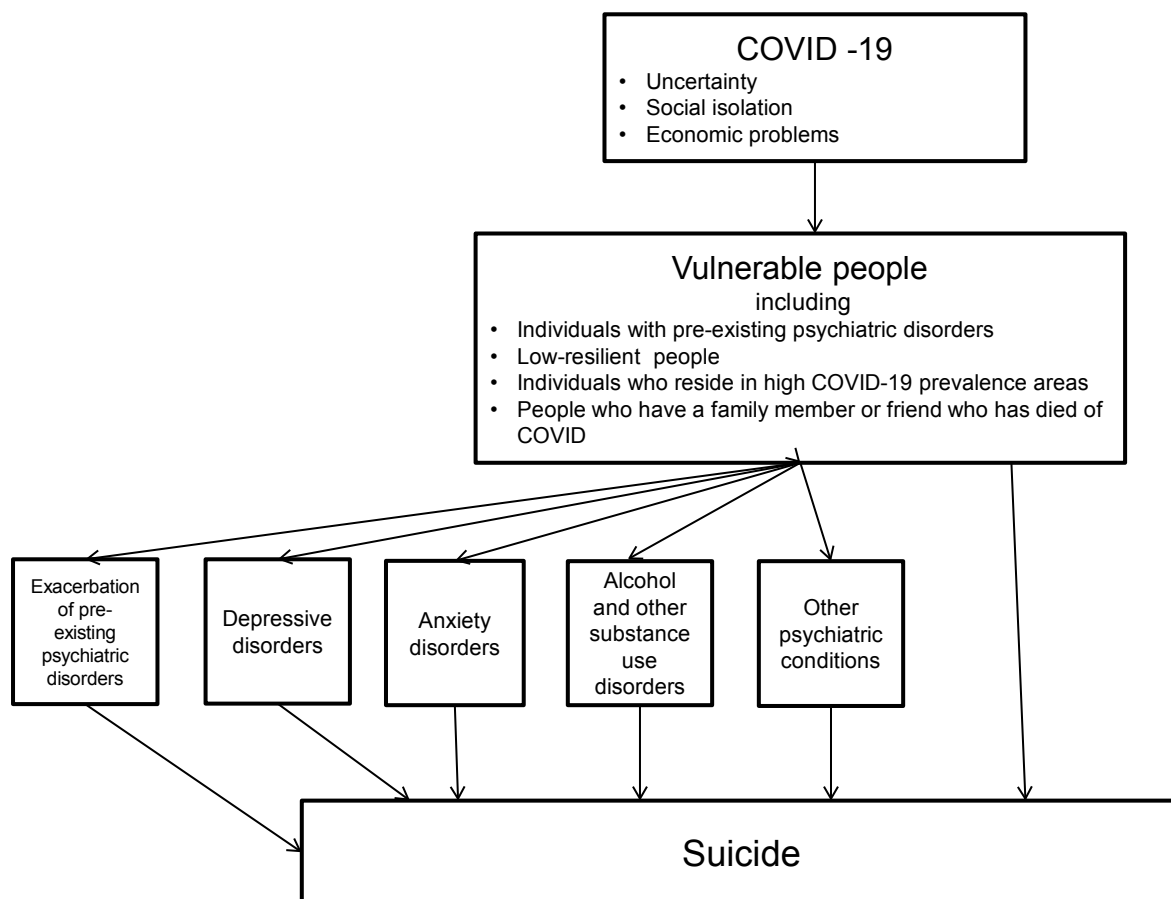 COVID -19
• Uncertainty
• Social isolation
• Economic problems
Vulnerable people
including
• Individuals with pre-existing psychiatric disorders
• Low-resilient people
• Individuals who reside in high COVID-19 prevalence areas
• People who have a family member or friend who has died of
COVID
Exacerbation
of pre-
existing
psychiatric
disorders
Depressive
disorders
Anxiety
disorders
Alcohol
and other
substance
use
disorders
Other
psychiatric
conditions
Suicide